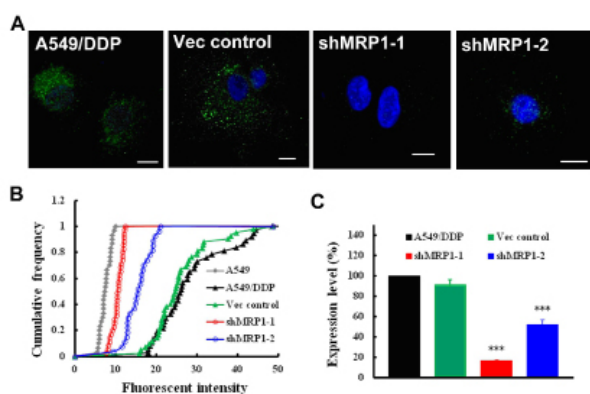 A
A549/DDP
Vec control
shMRP1-1
shMRP1-2
B
Cumulative frequency
1.2
1
0.8
0.6
0.4
0.2
0
0 10 20 30 40 50
Fluorescent intensity
A549
A549/DDP
Vec control
shMRP1-1
shMRP1-2
C
A549/DDP Vec control
shMRP1-1 shMRP1-2
Expression level (%)
140
120
100
80
60
40
20
0
***
***